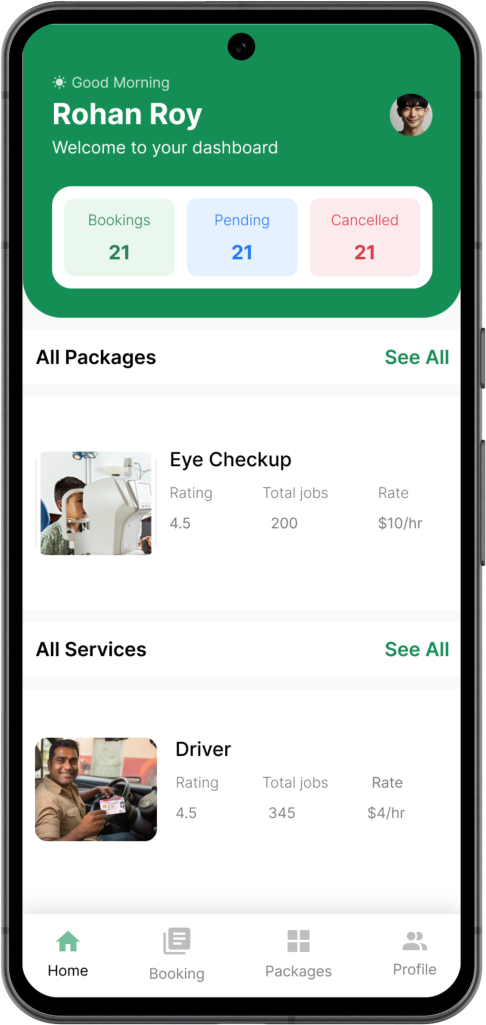 Good Morning
Rohan Roy
Welcome to your dashboard
Bookings Pending Cancelled
21 21 21
All Packages See All
Eye Checkup
Rating Total jobs Rate
4.5 200 $10/hr
All Services See All
Driver
Rating Total jobs Rate
4.5 345 $4/hr
Home Booking Packages Profile